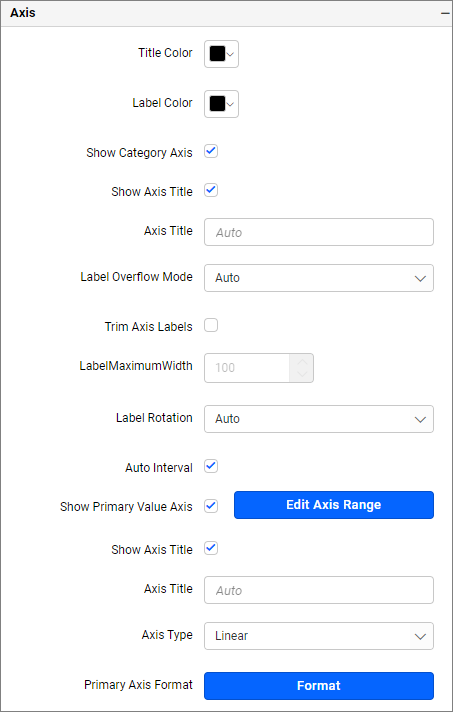 Axis
Title Color
Label Color
Show Category Axis
Show Axis Title
Axis Title Auto
Label Overflow Mode Auto
Trim Axis Labels
LabelMaximumWidth 100
Label Rotation Auto
Auto Interval
Show Primary Value Axis Edit Axis Range
Show Axis Title
Axis Title Auto
Axis Type Linear
Primary Axis Format Format